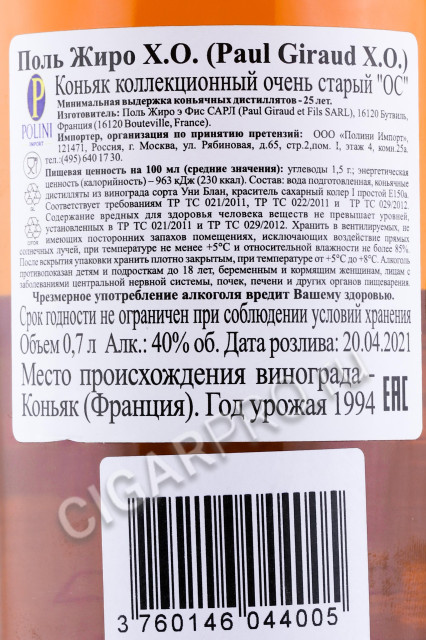 Поль Жиро X.O. (Paul Giraud X.O.)
Коньяк коллекционный очень старый "ОС"
Минимальная выдержка коньячных дистиллятов - 25 лет.
Изготовитель: Поль Жиро э Фис САРЛ (Paul Giraud et Fils SARL), 16120 Бутвиль,
Франция (16120 Bouteville, France).
Импортер, организация по принятию претензий: ООО «Полини Импорт»,
121471, Россия, г. Москва, ул. Рябиновая, д.65, стр.2, пом. I, этаж 4, ком.25в
тел.:(495) 640 17 30.
P
POLINI
IMPORT
Пищевая ценность на 100 мл (средние значения): углеводы 1,5 г.; энергетическая
ценность (калорийность) – 963 кДж (230 ккал). Состав: вода подготовленная, коньячные
дистилляты из винограда сорта Уни Блан, краситель сахарный колер I простой Е150a.
Соответствует требованиям ТР ТС 021/2011, ТР ТС 022/2011 и ТР ТС 029/2012.
Содержание вредных для здоровья человека веществ не превышает уровней,
установленных в ТР ТС 021/2011 и ТР ТС 029/2012. Хранить в вентилируемых, не
имеющих посторонних запахов помещениях, исключающих воздействие прямых
солнечных лучей, при температуре не менее +5°С и относительной влажности не более 85%.
После вскрытия упаковки хранить плотно закрытым, при температуре от +5°С до +8°С. Алкоголь
противопоказан детям и подросткам до 18 лет, беременным и кормящим женщинам, лицам с
заболеваниями центральной нервной системы, почек, печени и других органов пищеварения.
Чрезмерное употребление алкоголя вредит Вашему здоровью.
Срок годности не ограничен при соблюдении условий хранения
Объем 0,7 л Алк.: 40% об. Дата розлива: 20.04.2021
Место происхождения винограда -
Коньяк (Франция). Год урожая 1994 EAC
CIGARPRO.RU
3 760146 044005